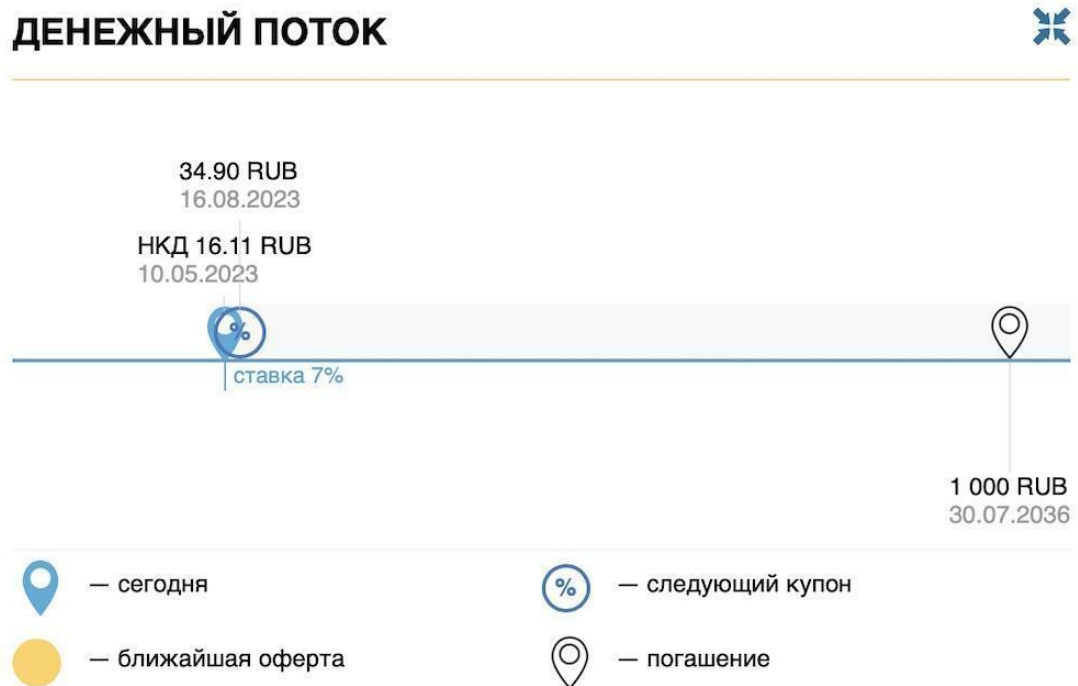 ДЕНЕЖНЫЙ ПОТОК
34.90 RUB
16.08.2023
НКД 16.11 RUB
10.05.2023
%
ставка 7%
1 000 RUB
30.07.2036
— сегодня
% — следующий купон
— ближайшая оферта
— погашение